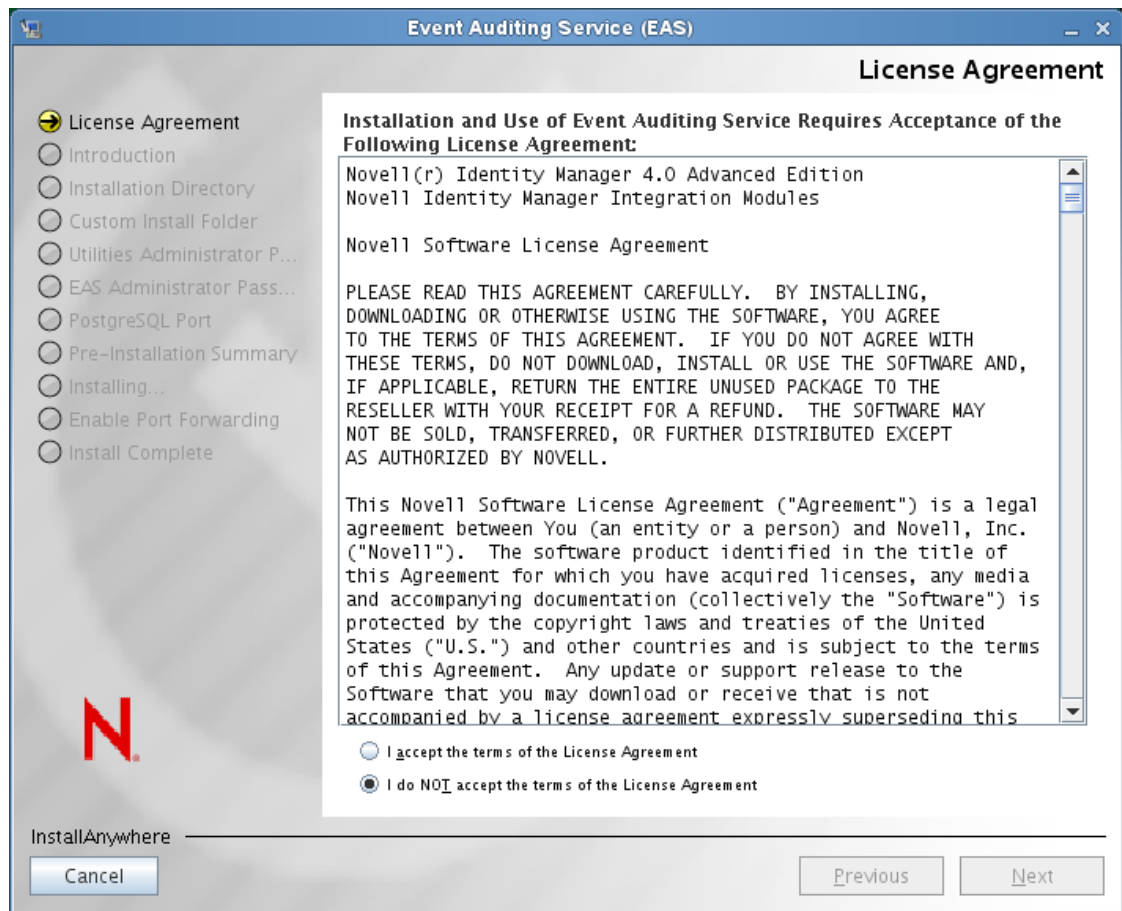 Event Auditing Service (EAS)
License Agreement
License Agreement
Introduction
Installation Directory
Custom Install Folder
Utilities Administrator P...
EAS Administrator Pass...
PostgreSQL Port
Pre-Installation Summary
Installing...
Enable Port Forwarding
Install Complete
Installation and Use of Event Auditing Service Requires Acceptance of the
Following License Agreement:
Novell(r) Identity Manager 4.0 Advanced Edition
Novell Identity Manager Integration Modules
Novell Software License Agreement
PLEASE READ THIS AGREEMENT CAREFULLY. BY INSTALLING,
DOWNLOADING OR OTHERWISE USING THE SOFTWARE, YOU AGREE
TO THE TERMS OF THIS AGREEMENT. IF YOU DO NOT AGREE WITH
THESE TERMS, DO NOT DOWNLOAD, INSTALL OR USE THE SOFTWARE AND,
IF APPLICABLE, RETURN THE ENTIRE UNUSED PACKAGE TO THE
RESELLER WITH YOUR RECEIPT FOR A REFUND. THE SOFTWARE MAY
NOT BE SOLD, TRANSFERRED, OR FURTHER DISTRIBUTED EXCEPT
AS AUTHORIZED BY NOVELL.
This Novell Software License Agreement ("Agreement") is a legal
agreement between You (an entity or a person) and Novell, Inc.
("Novell"). The software product identified in the title of
this Agreement for which you have acquired licenses, any media
and accompanying documentation (collectively the "Software") is
protected by the copyright laws and treaties of the United
States ("U.S.") and other countries and is subject to the terms
of this Agreement. Any update or support release to the
Software that you may download or receive that is not
accompanied by a license agreement expressly superseding this
I accept the terms of the License Agreement
I do NOT accept the terms of the License Agreement
N
InstallAnywhere
Cancel
Previous
Next